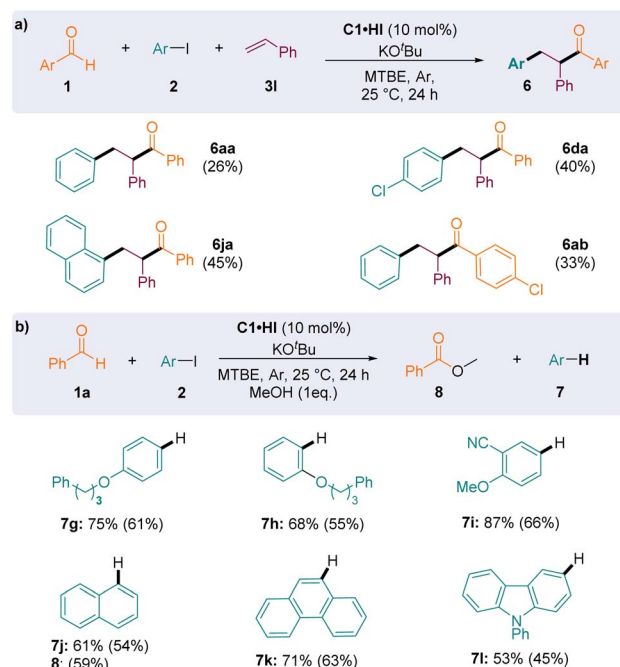 a)
O
Ar H
1
+
Ar–I
2
+
Ph
3l
C1•HI (10 mol%)
KOᵗBu
MTBE, Ar,
25 °C, 24 h
O
Ar Ar
Ph
6
O
Ph
Ph
6aa
(26%)
O
Ph
Ph
Cl
6da
(40%)
O
Ph
Ph
6ja
(45%)
O
Ph
Cl
6ab
(33%)
b)
O
Ph H
1a
+
Ar–I
2
C1•HI (10 mol%)
KOᵗBu
MTBE, Ar, 25 °C, 24 h
MeOH (1eq.)
O
Ph O
8
+
Ar–H
7
H
Ph ( )3 O
7g: 75% (61%)
H
O ( )3 Ph
7h: 68% (55%)
NC H
MeO
7i: 87% (66%)
H
7j: 61% (54%)
8: (59%)
H
7k: 71% (63%)
H
N
Ph
7l: 53% (45%)